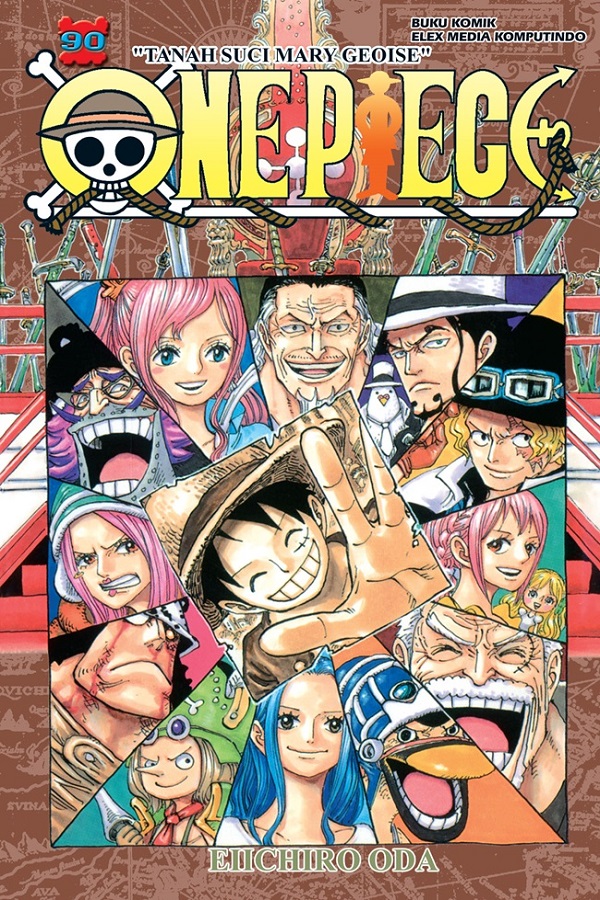 90
BUKU KOMIK
ELEX MEDIA KOMPUTINDO
"TANAH SUCI MARY GEOISE"
ONE PIECE
EIICHIRO ODA